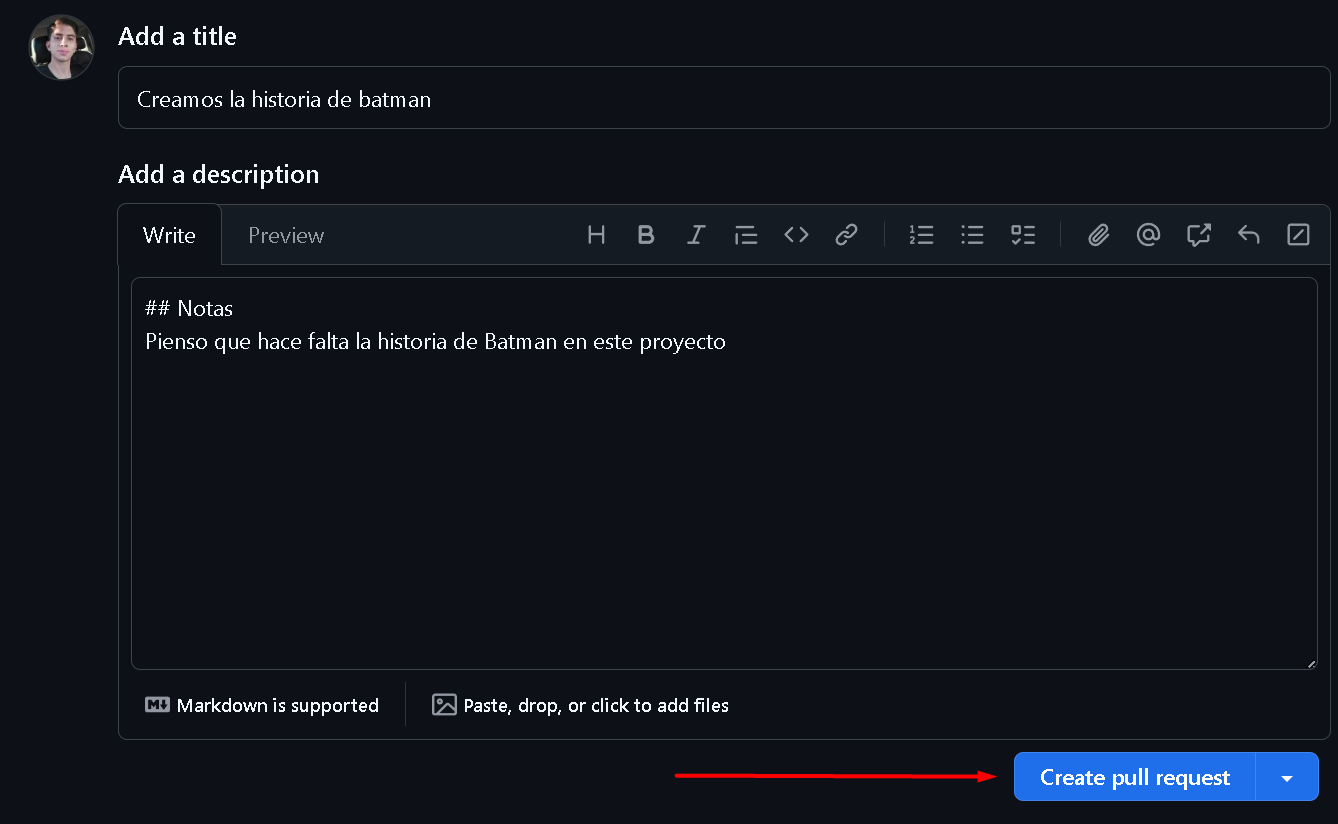 Add a title
Creamos la historia de batman
Add a description
Write Preview
## Notas
Pienso que hace falta la historia de Batman en este proyecto
Markdown is supported Paste, drop, or click to add files
Create pull request